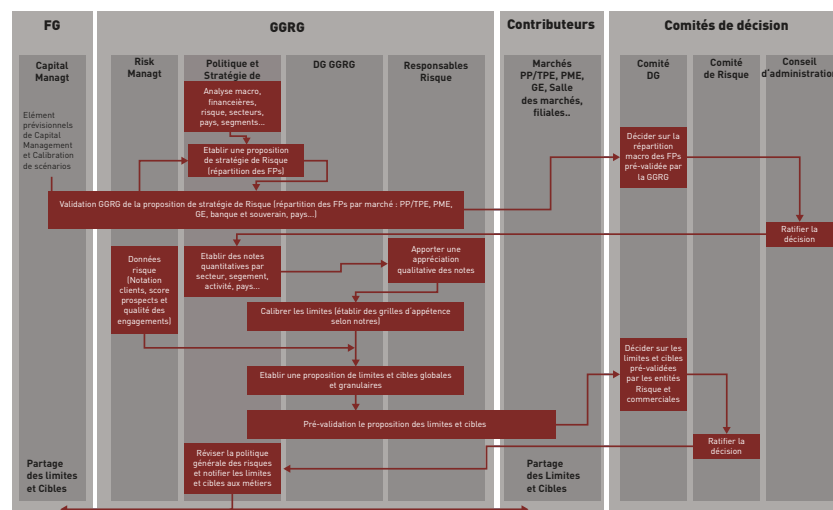 FG
GGRG
Contributeurs
Comités de décision
Capital
Managt
Risk
Managt
Politique et
Stratégie de
DG GGRG
Responsables
Risque
Marchés
PP/TPE, PME,
GE, Salle
des marchés,
filiales..
Comité
DG
Comité
de Risque
Conseil
d'administration
Elément
prévisionnels
de Capital
Management
et Calibration
de scénarios
Analyse macro,
financeières,
risque, secteurs,
pays, segments...
Etablir une proposition
de stratégie de Risque
(répartition des FPs)
Décider sur la
répartition
macro des FPs
pré-validée par
la GGRG
Validation GGRG de la proposition de stratégie de Risque (répartition des FPs par marché : PP/TPE, PME,
GE, banque et souverain, pays...)
Ratifier la
décision
Données
risque
(Notation
clients, score
prospects et
qualité des
engagements)
Etablir des notes
quantitatives par
secteur, segement,
activité, pays...
Apporter une
appréciation
qualitative des notes
Calibrer les limites (établir des grilles d'appétence
selon notres)
Etablir une proposition de limites et cibles globales
et granulaires
Décider sur les
limites et cibles
pré-validées
par les entités
Risque et
commerciales
Pré-validation le proposition des limites et cibles
Ratifier la
décision
Réviser la politique
générale des risques
et notifier les limites
et cibles aux métiers
Partage
des limites
et Cibles
Partage
des Limites
et Cibles